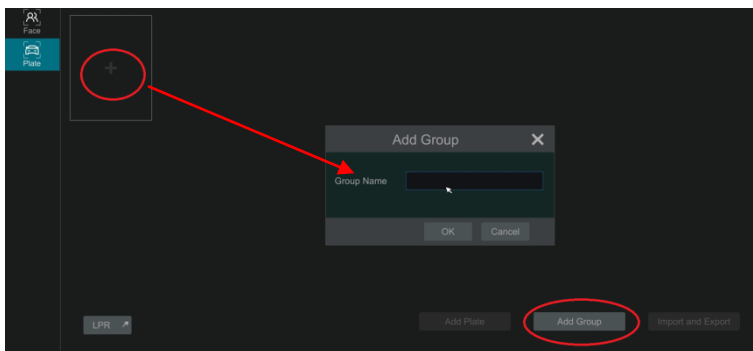 Face
Plate
Add Group
Group Name
OK
Cancel
LPR
Add Plate
Add Group
Import and Export